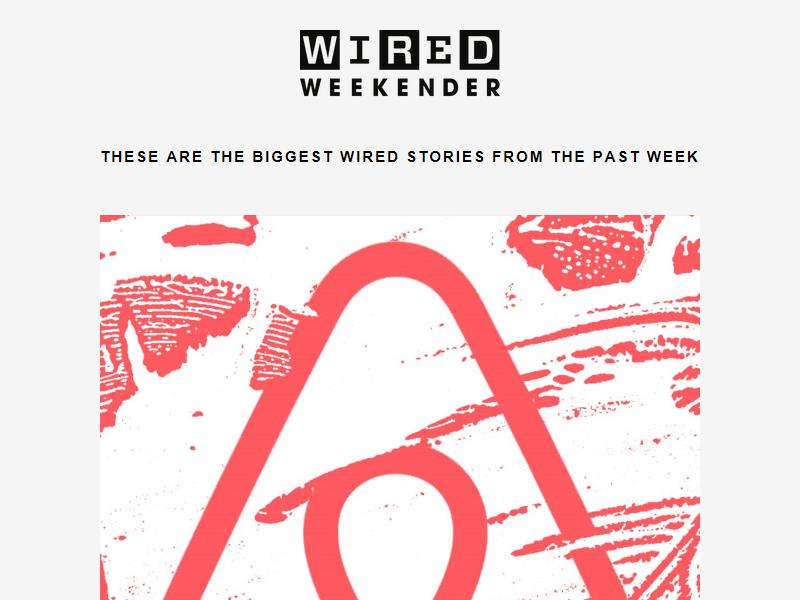 WIRED
WEEKENDER
THESE ARE THE BIGGEST WIRED STORIES FROM THE PAST WEEK